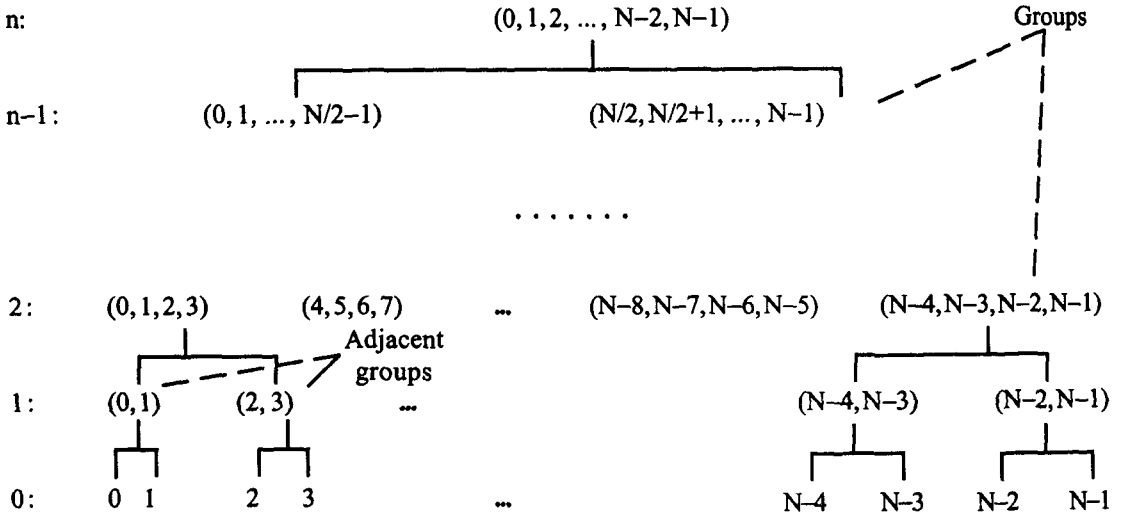 n: (0, 1, 2, ..., N–2, N–1) Groups
n–1: (0, 1, ..., N/2–1) (N/2, N/2+1, ..., N–1)
. . . . . . .
2: (0,1,2,3) (4,5,6,7) ... (N–8, N–7, N–6, N–5) (N–4, N–3, N–2, N–1)
Adjacent
groups
1: (0,1) (2,3) ... (N–4, N–3) (N–2, N–1)
0: 0 1 2 3 ... N–4 N–3 N–2 N–1